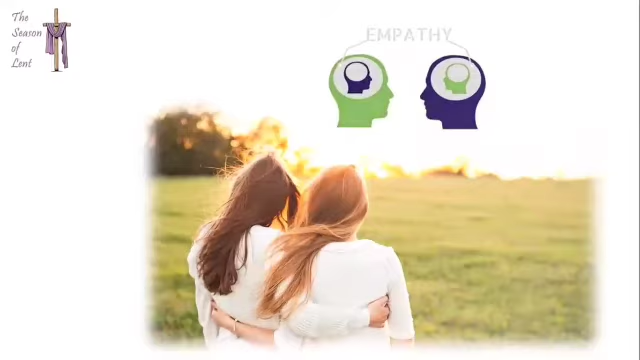 The
Season
of
Lent
EMPATHY